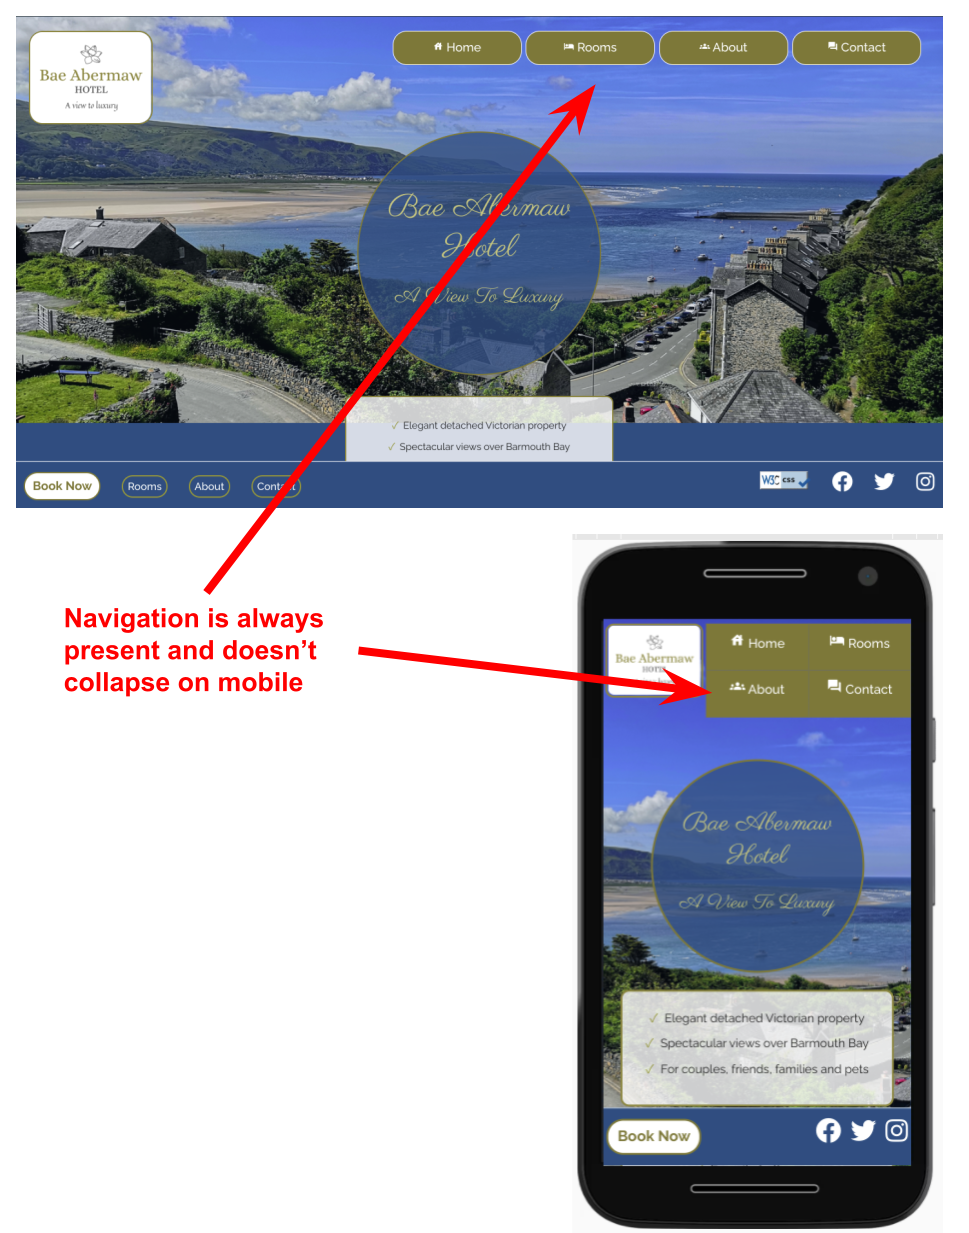 Bae Abermaw
HOTEL
A view to luxury
Home
Rooms
About
Contact
Bae Abermaw
Hotel
A View To Luxury
✓ Elegant detached Victorian property
✓ Spectacular views over Barmouth Bay
Book Now
Rooms
About
Contact
W3C css
Navigation is always
present and doesn't
collapse on mobile
Bae Abermaw
HOTEL
Home
Rooms
About
Contact
Bae Abermaw
Hotel
A View To Luxury
✓ Elegant detached Victorian property
✓ Spectacular views over Barmouth Bay
✓ For couples, friends, families and pets
Book Now